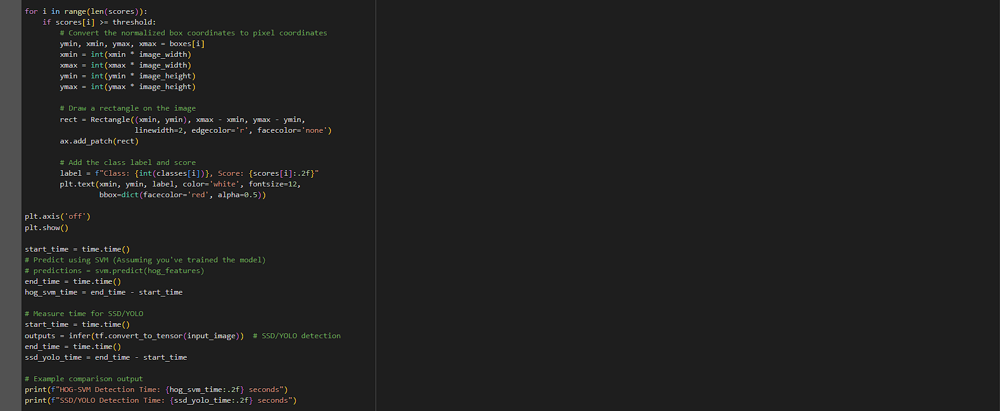 for i in range(len(scores)):
    if scores[i] >= threshold:
        # Convert the normalized box coordinates to pixel coordinates
        ymin, xmin, ymax, xmax = boxes[i]
        xmin = int(xmin * image_width)
        xmax = int(xmax * image_width)
        ymin = int(ymin * image_height)
        ymax = int(ymax * image_height)

        # Draw a rectangle on the image
        rect = Rectangle((xmin, ymin), xmax - xmin, ymax - ymin,
                         linewidth=2, edgecolor='r', facecolor='none')
        ax.add_patch(rect)

        # Add the class label and score
        label = f"Class: {int(classes[i])}, Score: {scores[i]:.2f}"
        plt.text(xmin, ymin, label, color='white', fontsize=12,
                 bbox=dict(facecolor='red', alpha=0.5))

plt.axis('off')
plt.show()

start_time = time.time()
# Predict using SVM (Assuming you've trained the model)
# predictions = svm.predict(hog_features)
end_time = time.time()
hog_svm_time = end_time - start_time

# Measure time for SSD/YOLO
start_time = time.time()
outputs = infer(tf.convert_to_tensor(input_image))  # SSD/YOLO detection
end_time = time.time()
ssd_yolo_time = end_time - start_time

# Example comparison output
print(f"HOG-SVM Detection Time: {hog_svm_time:.2f} seconds")
print(f"SSD/YOLO Detection Time: {ssd_yolo_time:.2f} seconds")